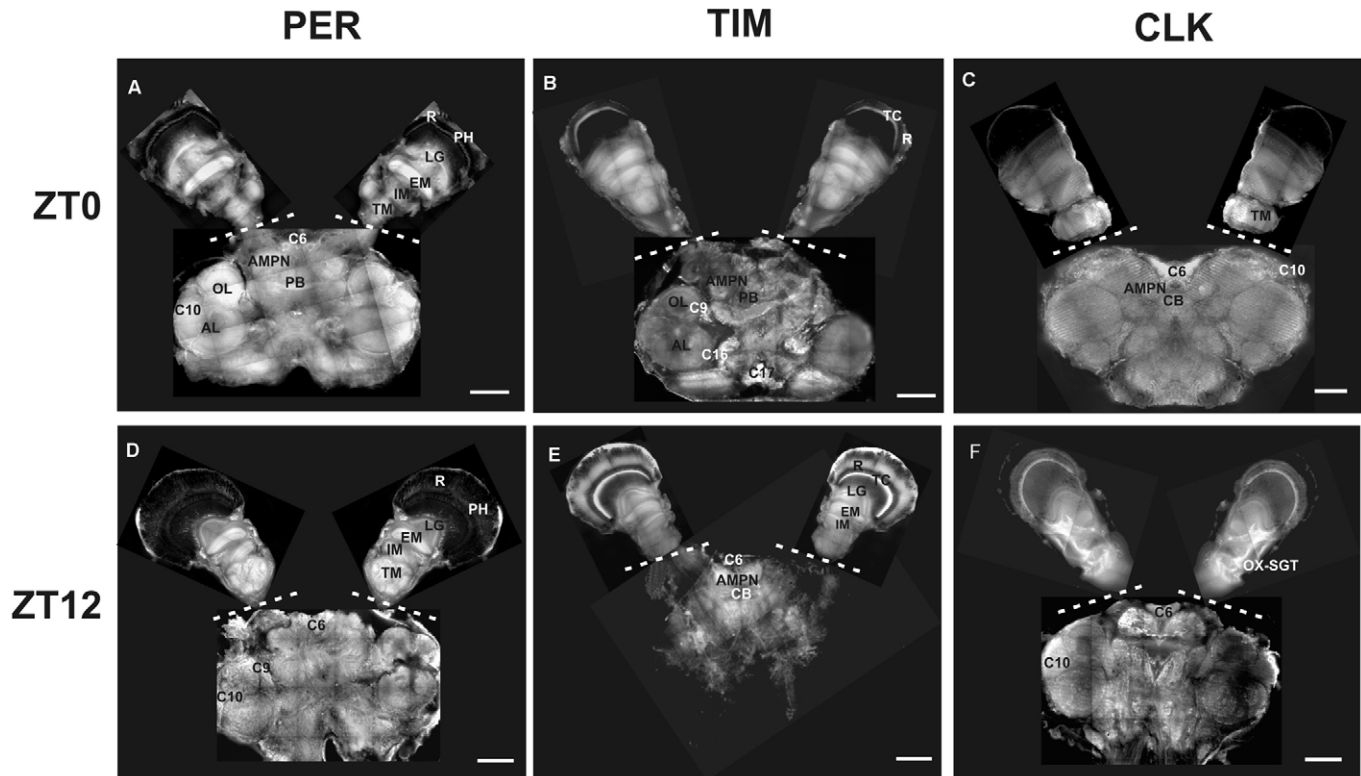 PER TIM CLK
ZT0
A
R
PH
LG
EM
IM
TM
C6
AMPN
PB
OL
C10
AL
B
TC
R
AMPN
PB
OL
C9
AL
C16
C17
C
TM
C6
C10
AMPN
CB
ZT12
D
R
PH
LG
EM
IM
TM
C6
C9
C10
E
R
TC
LG
EM
IM
C6
AMPN
CB
F
OX-SGT
C6
C10